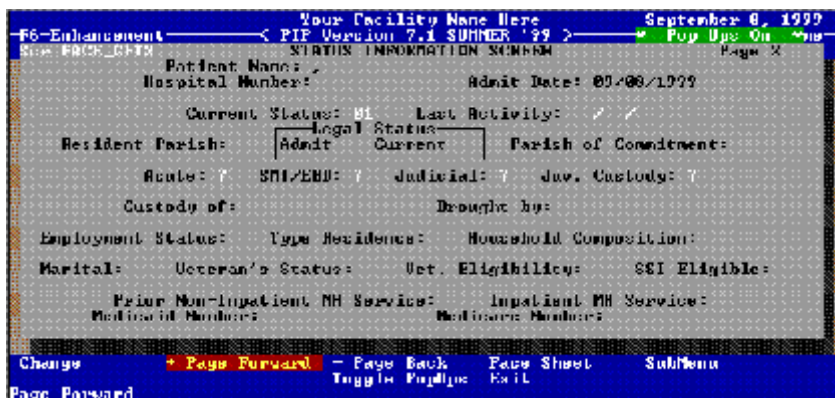 Your Facility Name Here September 8, 1999
F6-Enhancement < PIP Version 7.1 SUMMER '99 > Pop Ups On
STATUS INFORMATION SCREEN Page 2
Patient Name: ,
Hospital Number: Admit Date: 09/08/1999
Current Status: 01 Last Activity: / /
Legal Status
Resident Parish: Admit Current Parish of Commitment:
Acute: ? SMI/EBD: ? Judicial: ? Juv. Custody: ?
Custody of: Brought by:
Employment Status: Type Residence: Household Composition:
Marital: Veteran's Status: Vet. Eligibility: SSI Eligible:
Prior Non-Inpatient MH Service: Inpatient MH Service:
Medicaid Number: Medicare Number:
Change + Page Forward - Page Back Face Sheet SubMenu
Toggle PopUps Exit
Page Forward